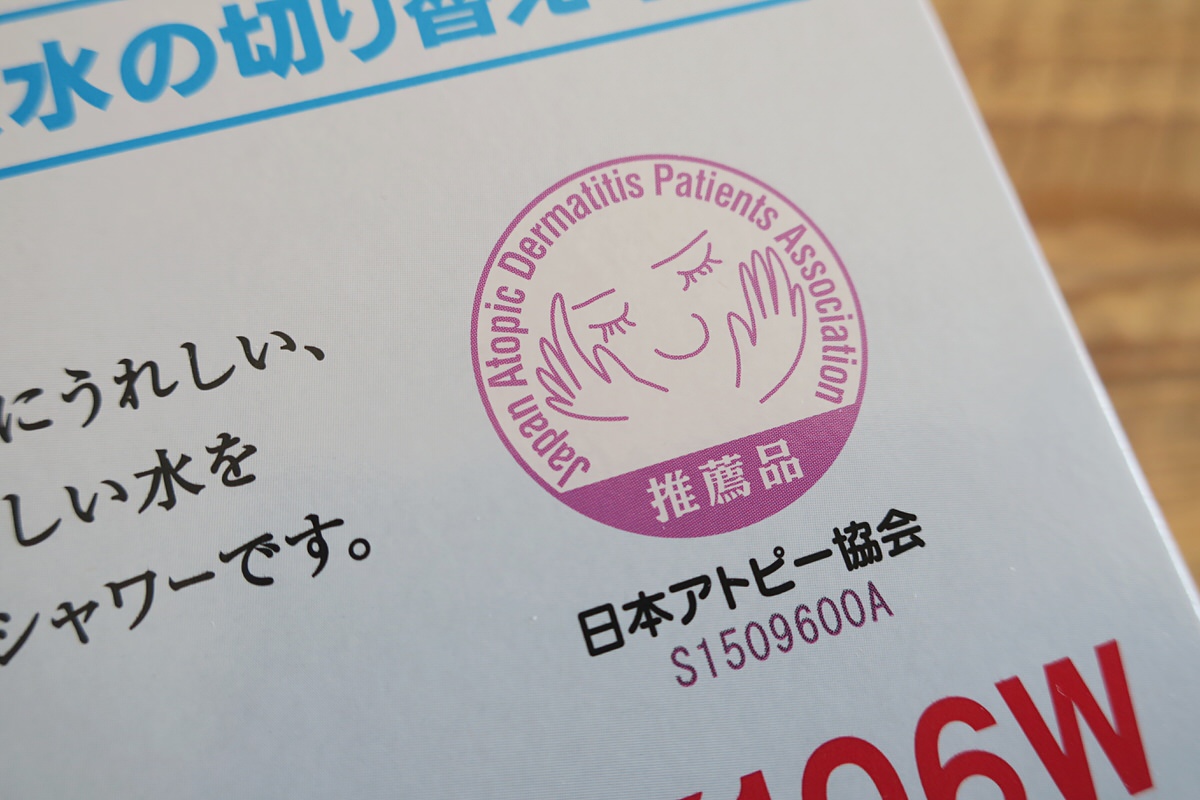 水の切り替え
Japan Atopic Dermatitis Patients Association
推薦品
日本アトピー協会
S1509600A
にうれしい、
しい水を
シャワーです。
106W